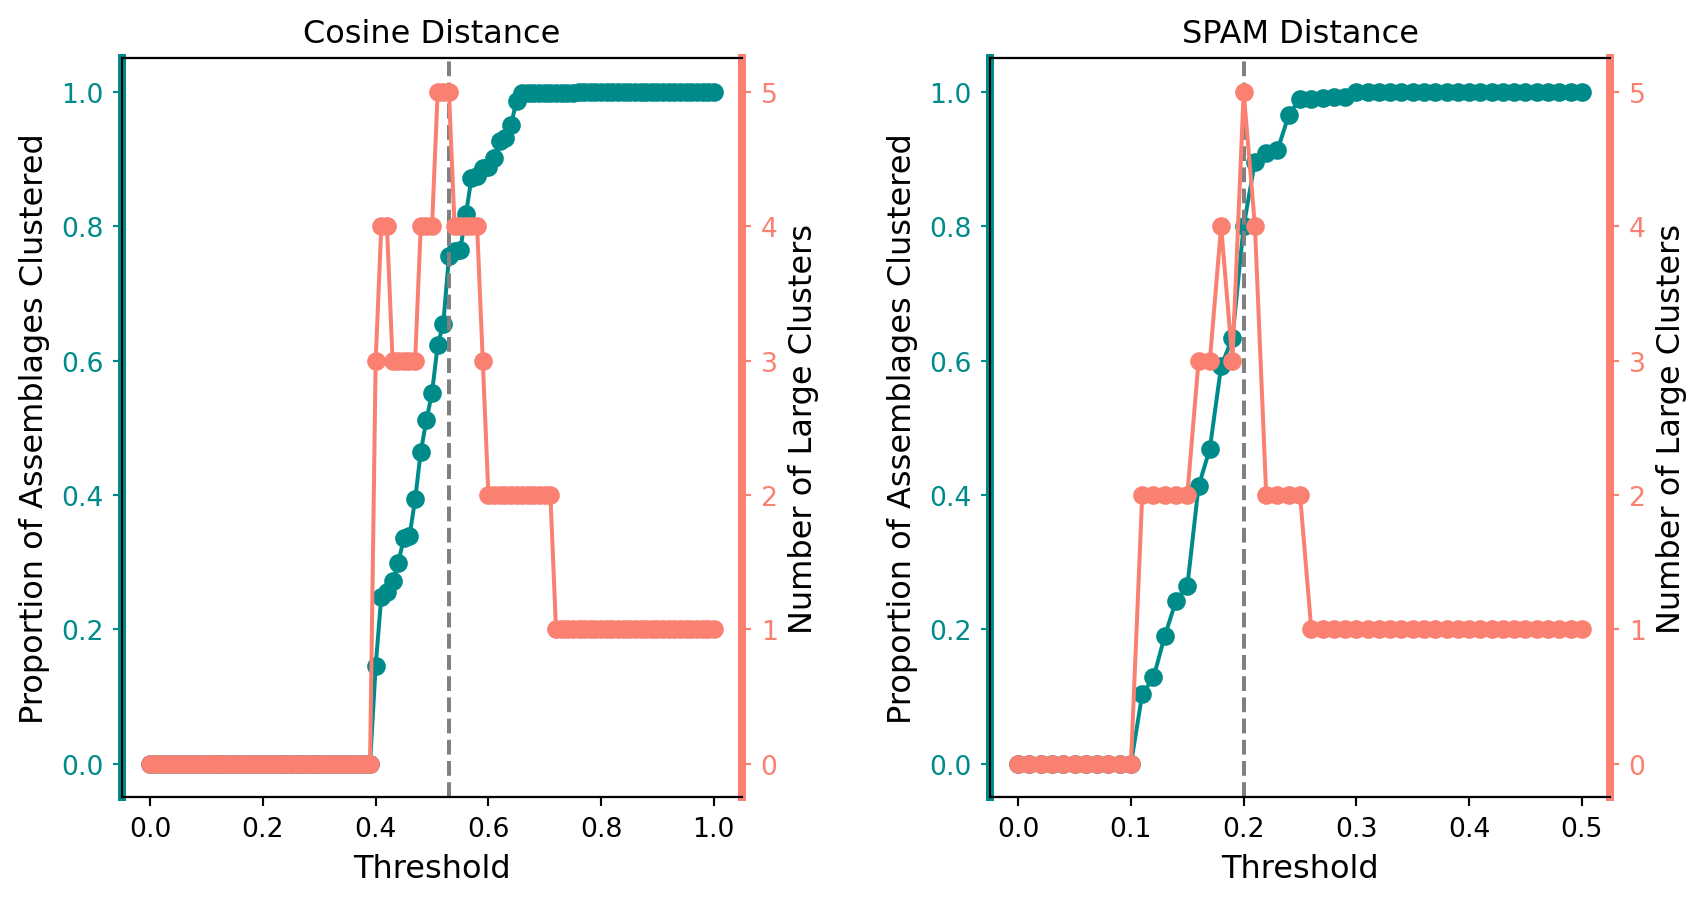 Cosine Distance
Proportion of Assemblages Clustered
1.0
0.8
0.6
0.4
0.2
0.0
5
4
3
2
1
0
Number of Large Clusters
0.0 0.2 0.4 0.6 0.8 1.0
Threshold
SPAM Distance
Proportion of Assemblages Clustered
1.0
0.8
0.6
0.4
0.2
0.0
5
4
3
2
1
0
Number of Large Clusters
0.0 0.1 0.2 0.3 0.4 0.5
Threshold